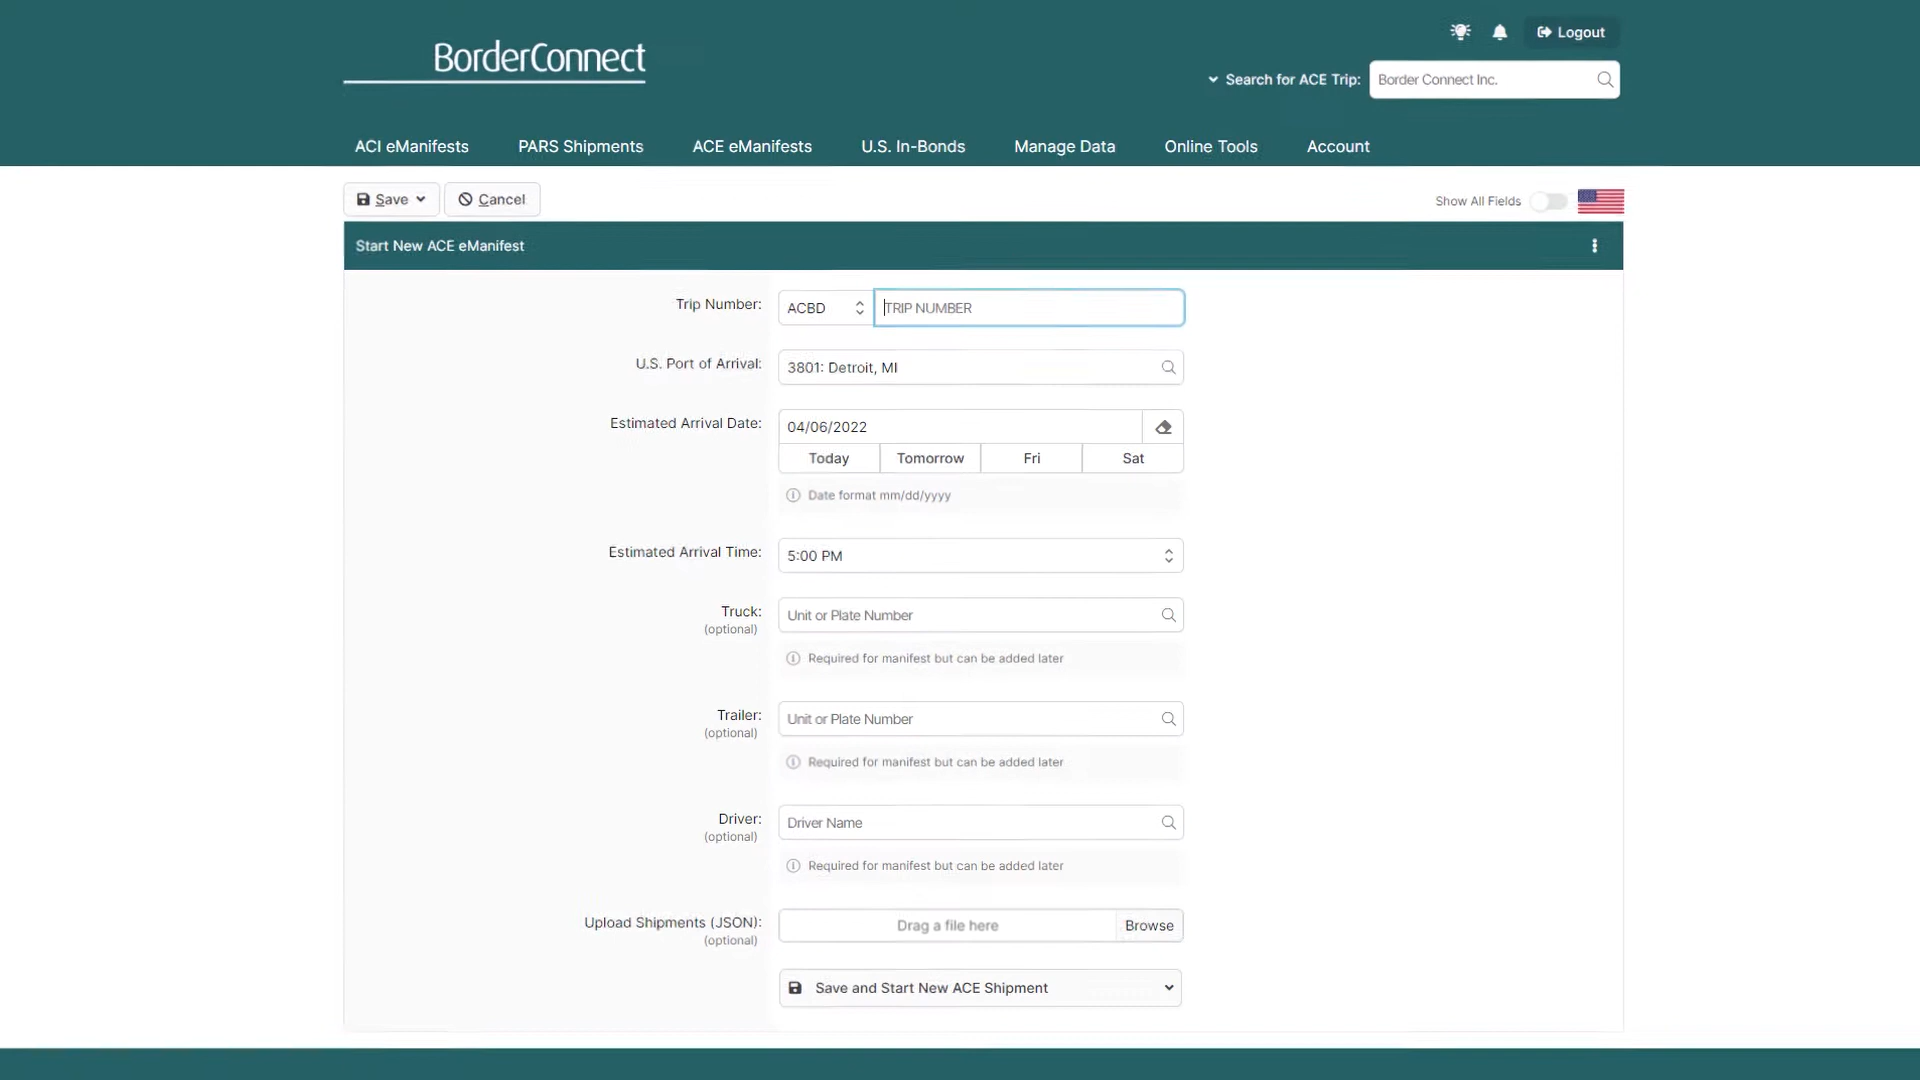 BorderConnect
Logout
Search for ACE Trip: Border Connect Inc.
ACI eManifests PARS Shipments ACE eManifests U.S. In-Bonds Manage Data Online Tools Account
Save Cancel Show All Fields
Start New ACE eManifest
Trip Number: ACBD TRIP NUMBER
U.S. Port of Arrival: 3801: Detroit, MI
Estimated Arrival Date: 04/06/2022
Today Tomorrow Fri Sat
Date format mm/dd/yyyy
Estimated Arrival Time: 5:00 PM
Truck: Unit or Plate Number
(optional)
Required for manifest but can be added later
Trailer: Unit or Plate Number
(optional)
Required for manifest but can be added later
Driver: Driver Name
(optional)
Required for manifest but can be added later
Upload Shipments (JSON): Drag a file here Browse
(optional)
Save and Start New ACE Shipment